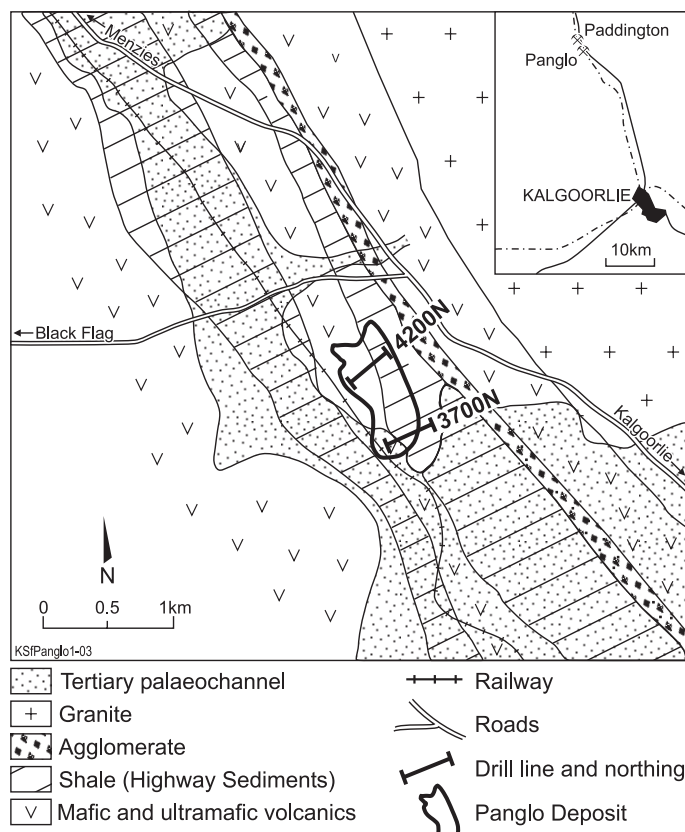 Menzies
Paddington
Panglo
KALGOORLIE
10km
Black Flag
4200N
3700N
Kalgoorlie
N
0 0.5 1km
KSfPanglo1-03
Tertiary palaeochannel
Granite
Agglomerate
Shale (Highway Sediments)
Mafic and ultramafic volcanics
Railway
Roads
Drill line and northing
Panglo Deposit